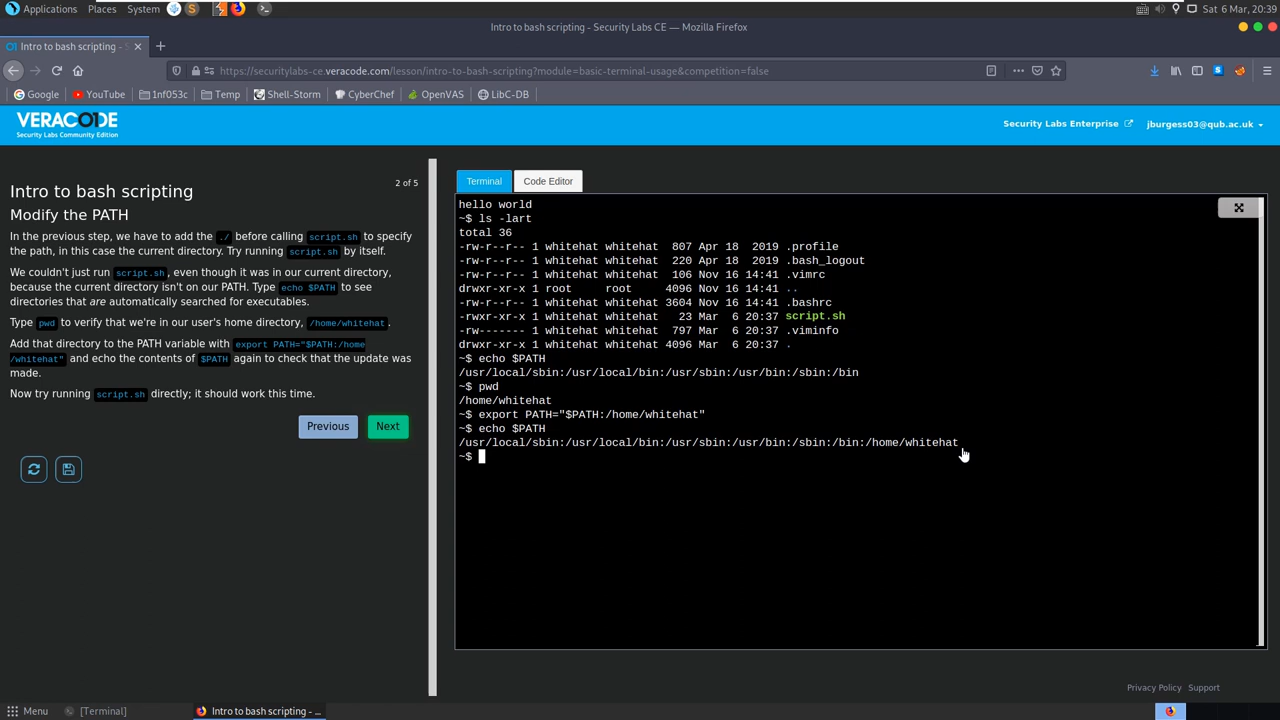 Applications Places System Sat 6 Mar, 20:39
Intro to bash scripting - Security Labs CE — Mozilla Firefox
Intro to bash scripting -
https://securitylabs-ce.veracode.com/lesson/intro-to-bash-scripting?module=basic-terminal-usage&competition=false
Google YouTube 1nf053c Temp Shell-Storm CyberChef OpenVAS LibC-DB
VERACODE
Security Labs Community Edition
Security Labs Enterprise jburgess03@qub.ac.uk
2 of 5
Intro to bash scripting
Modify the PATH
In the previous step, we have to add the ./ before calling script.sh to specify
the path, in this case the current directory. Try running script.sh by itself.
We couldn't just run script.sh, even though it was in our current directory,
because the current directory isn't on our PATH. Type echo $PATH to see
directories that are automatically searched for executables.
Type pwd to verify that we're in our user's home directory, /home/whitehat.
Add that directory to the PATH variable with export PATH="$PATH:/home
/whitehat" and echo the contents of $PATH again to check that the update was
made.
Now try running script.sh directly; it should work this time.
Previous Next
Terminal Code Editor
hello world
~$ ls -lart
total 36
-rw-r--r-- 1 whitehat whitehat  807 Apr 18  2019 .profile
-rw-r--r-- 1 whitehat whitehat  220 Apr 18  2019 .bash_logout
-rw-r--r-- 1 whitehat whitehat  106 Nov 16 14:41 .vimrc
drwxr-xr-x 1 root     root     4096 Nov 16 14:41 ..
-rw-r--r-- 1 whitehat whitehat 3604 Nov 16 14:41 .bashrc
-rwxr-xr-x 1 whitehat whitehat   23 Mar  6 20:37 script.sh
-rw------- 1 whitehat whitehat  797 Mar  6 20:37 .viminfo
drwxr-xr-x 1 whitehat whitehat 4096 Mar  6 20:37 .
~$ echo $PATH
/usr/local/sbin:/usr/local/bin:/usr/sbin:/usr/bin:/sbin:/bin
~$ pwd
/home/whitehat
~$ export PATH="$PATH:/home/whitehat"
~$ echo $PATH
/usr/local/sbin:/usr/local/bin:/usr/sbin:/usr/bin:/sbin:/bin:/home/whitehat
~$
Privacy Policy Support
Menu [Terminal] Intro to bash scripting - ...